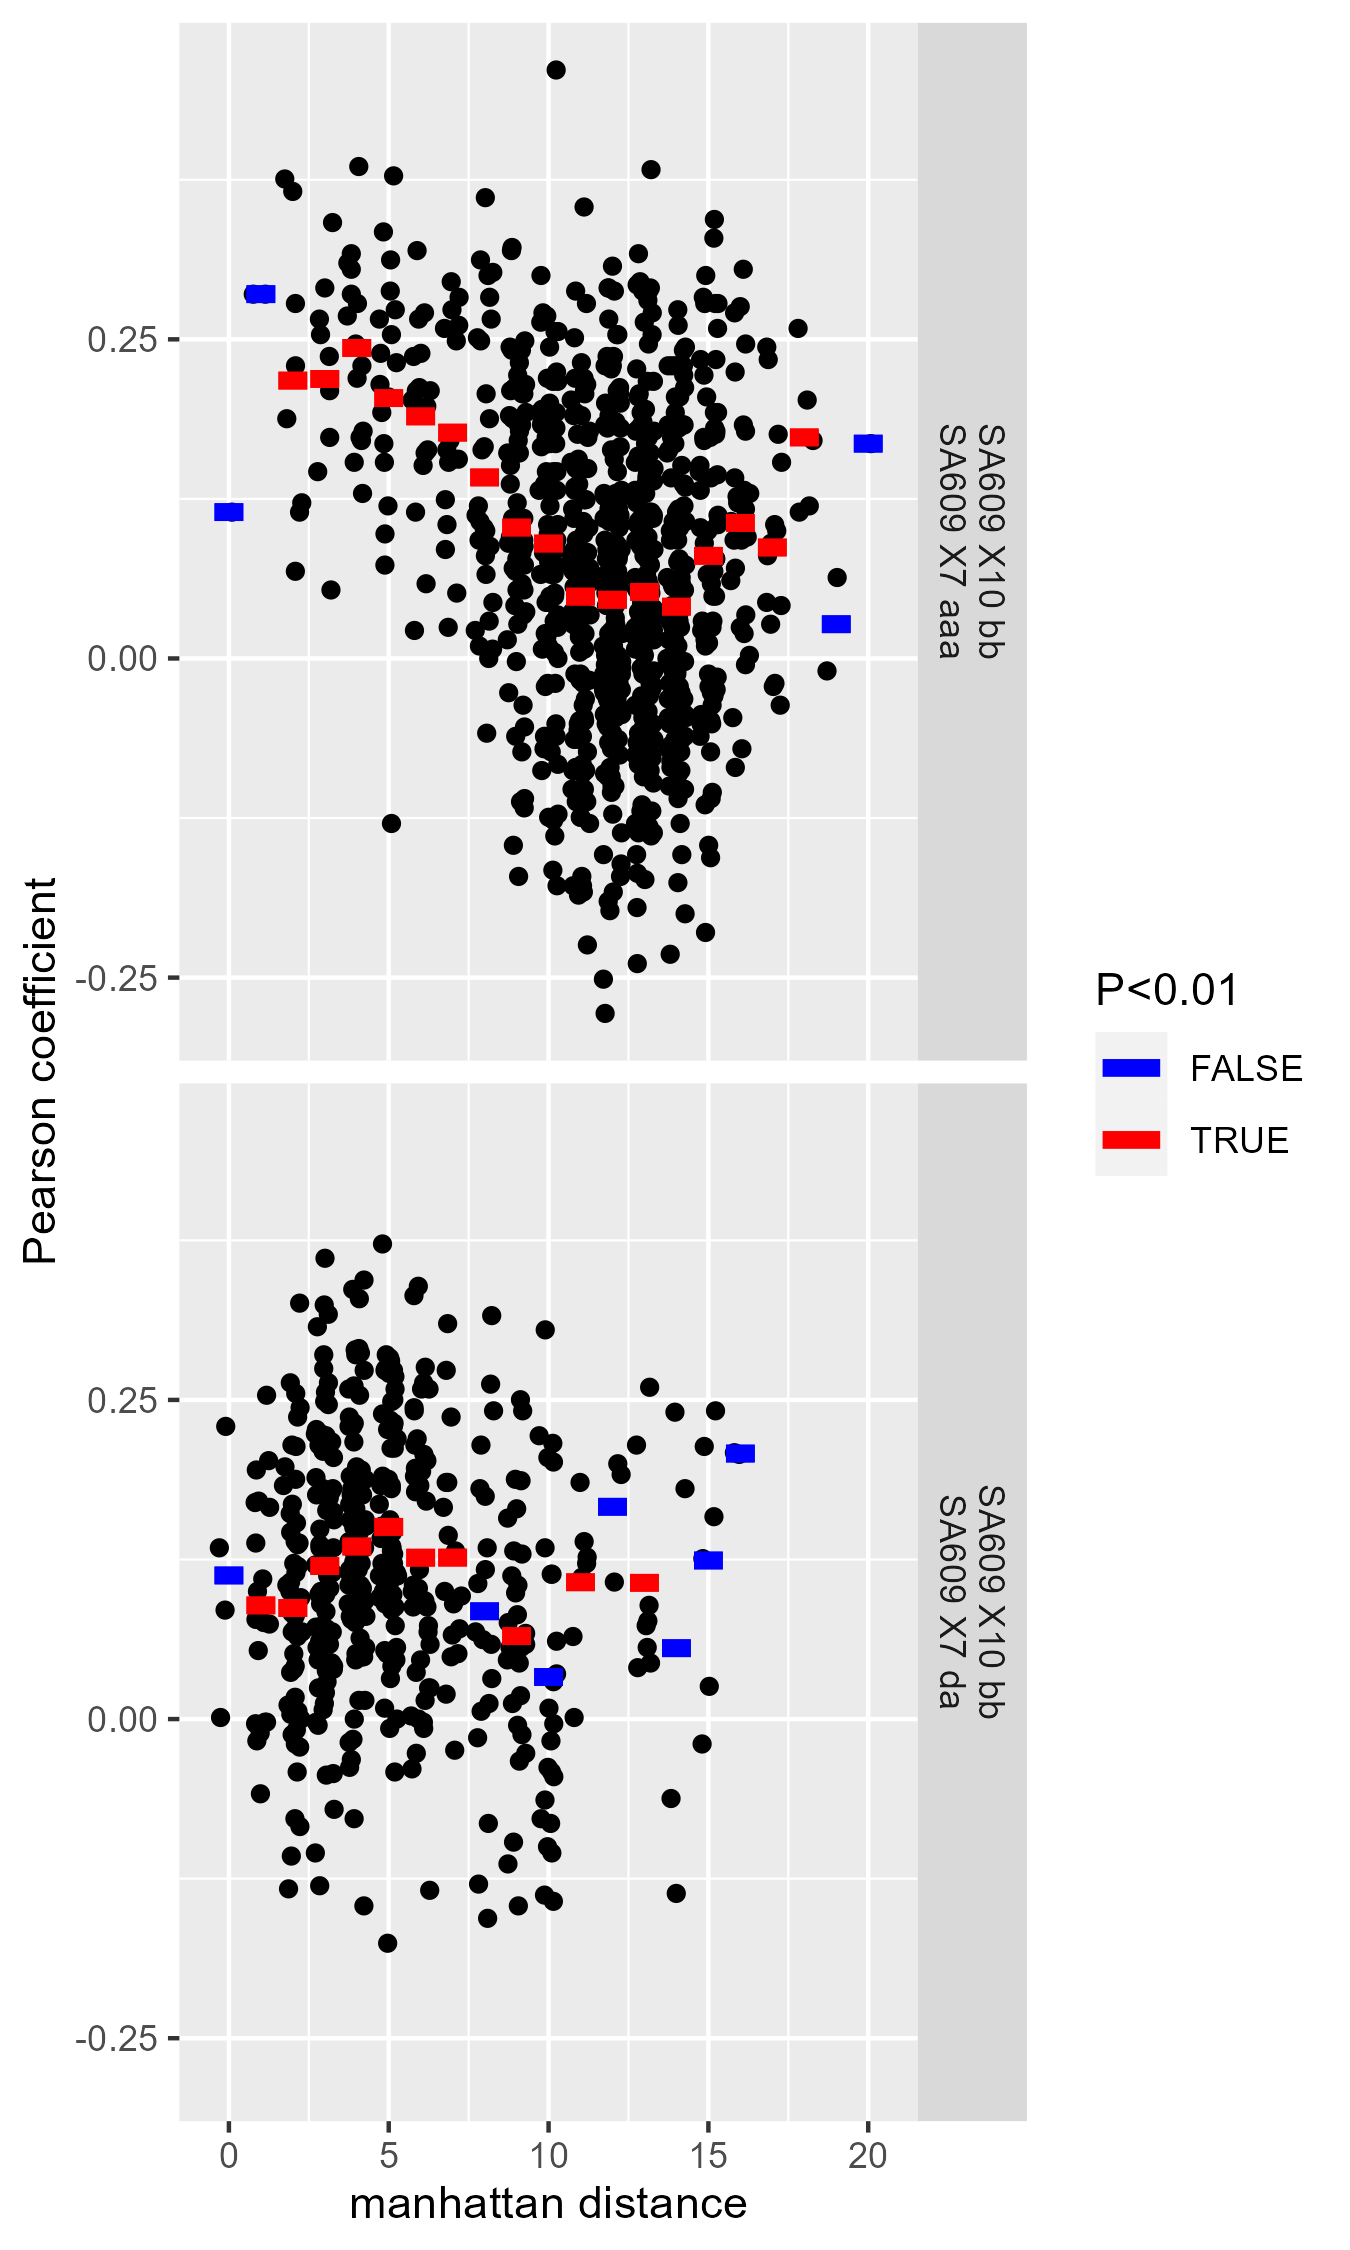 Pearson coefficient
0.25
0.00
-0.25
SA609 X10 bb
SA609 X7 aaa
0.25
0.00
-0.25
SA609 X10 bb
SA609 X7 da
0 5 10 15 20
manhattan distance
P<0.01
FALSE
TRUE